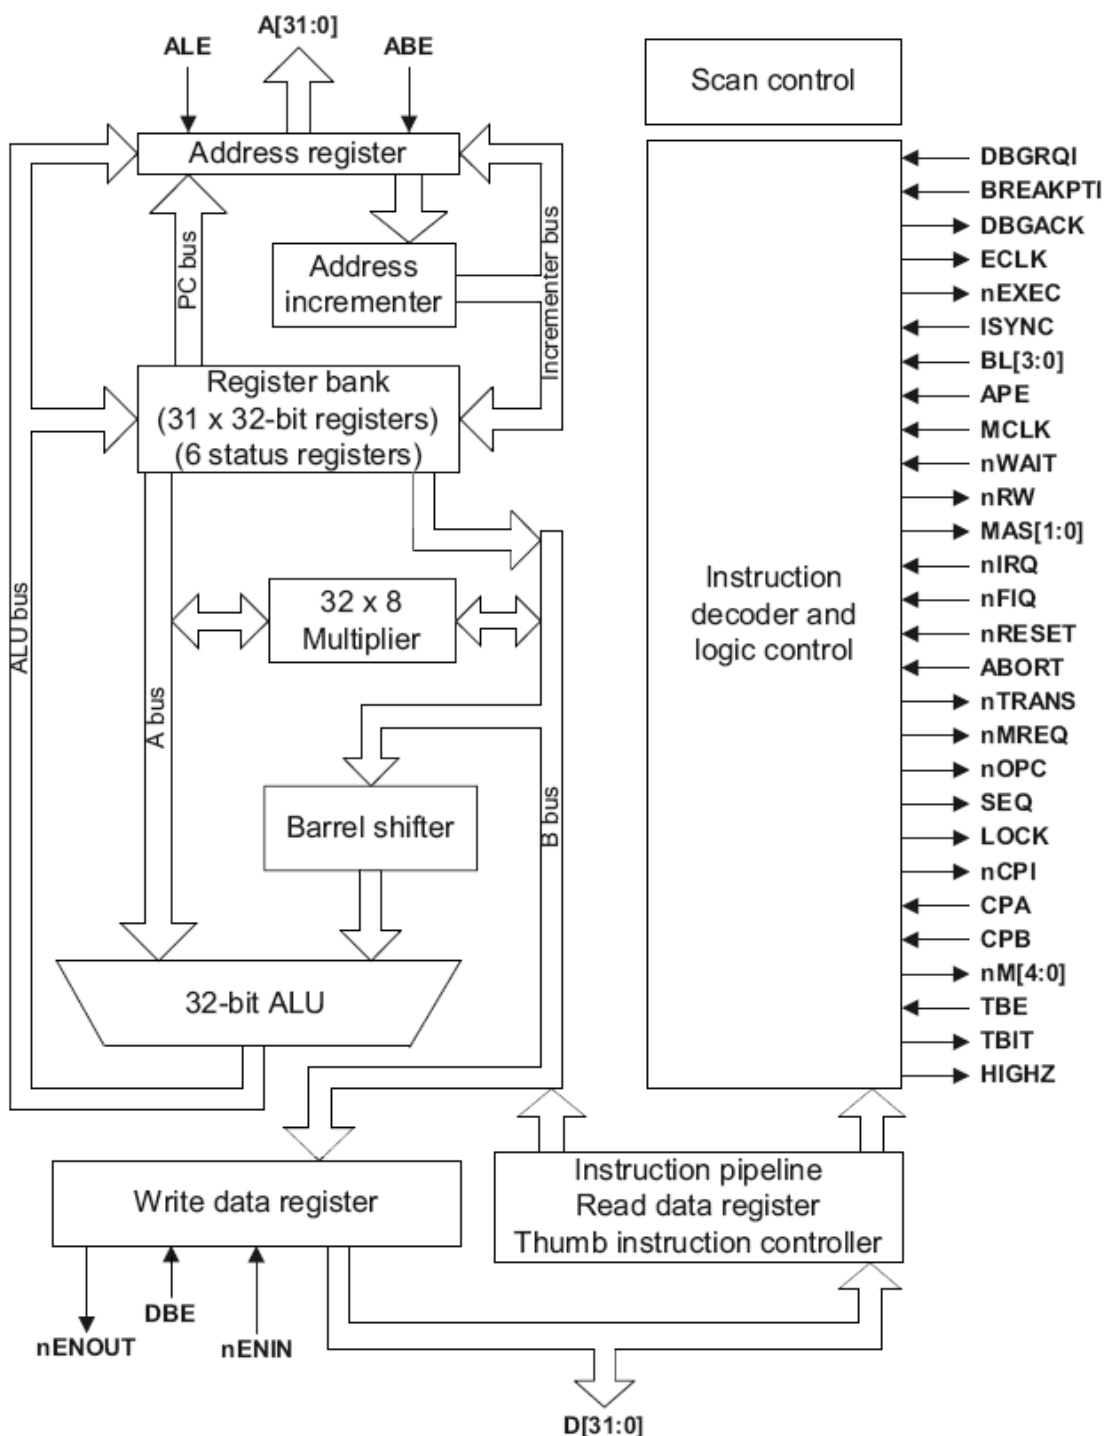 A[31:0]
ALE
ABE
Scan control
Address register
DBGRQI
BREAKPTI
DBGACK
ECLK
nEXEC
ISYNC
BL[3:0]
APE
MCLK
nWAIT
nRW
MAS[1:0]
nIRQ
nFIQ
nRESET
ABORT
nTRANS
nMREQ
nOPC
SEQ
LOCK
nCPI
CPA
CPB
nM[4:0]
TBE
TBIT
HIGHZ
PC bus
Address
incrementer
Incrementer bus
Register bank
(31 x 32-bit registers)
(6 status registers)
ALU bus
A bus
32 x 8
Multiplier
Instruction
decoder and
logic control
Barrel shifter
B bus
32-bit ALU
Write data register
Instruction pipeline
Read data register
Thumb instruction controller
nENOUT
DBE
nENIN
D[31:0]